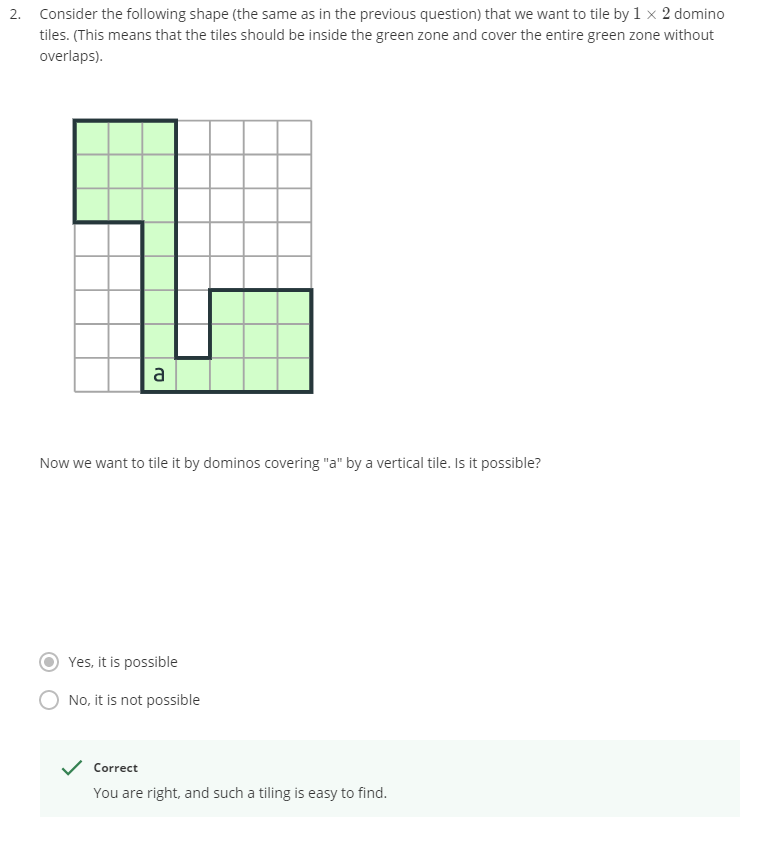 2. Consider the following shape (the same as in the previous question) that we want to tile by 1 × 2 domino
tiles. (This means that the tiles should be inside the green zone and cover the entire green zone without
overlaps).
a
Now we want to tile it by dominos covering "a" by a vertical tile. Is it possible?
Yes, it is possible
No, it is not possible
Correct
You are right, and such a tiling is easy to find.